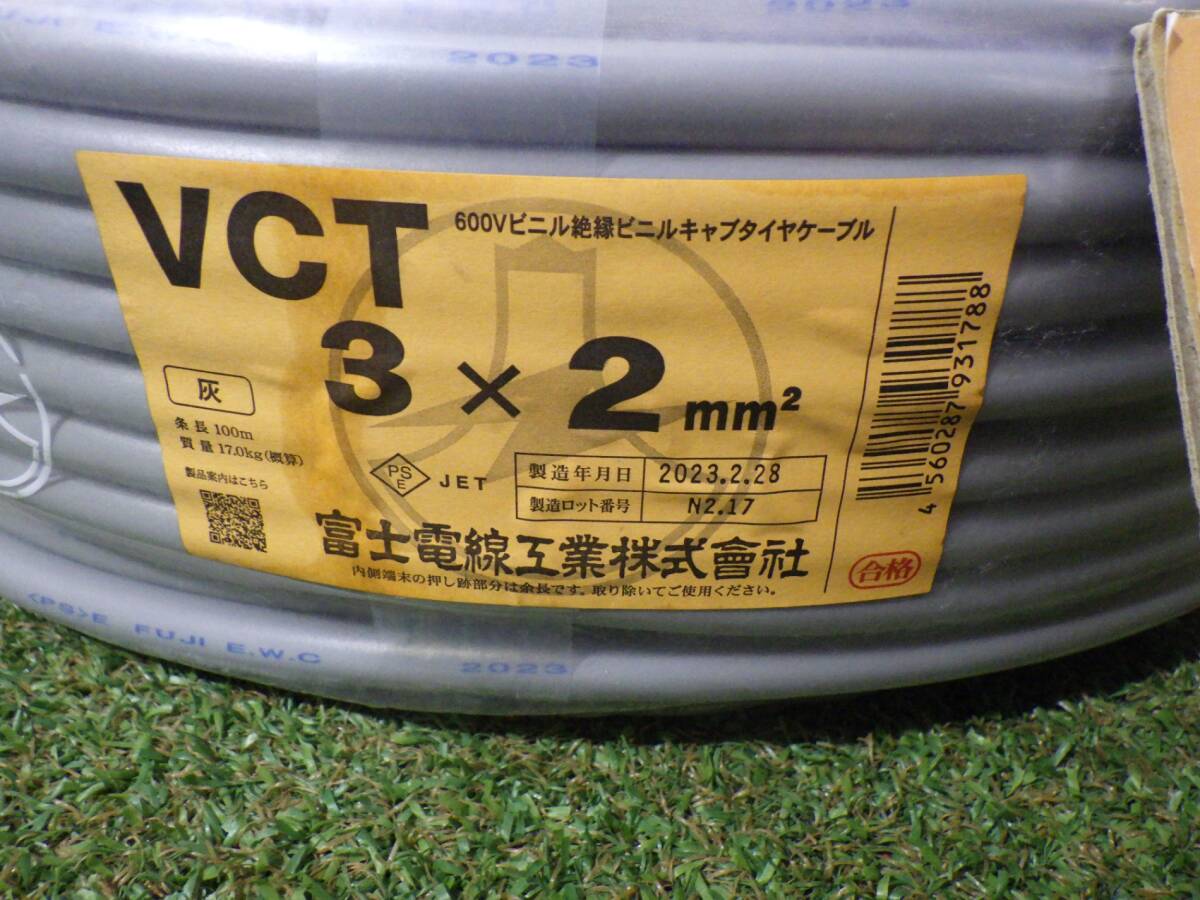 2023
2023
VCT
600Vビニル絶縁ビニルキャブタイヤケーブル
3×2mm²
灰
条長 100m
質量 17.0kg(概算)
製品案内はこちら
PS
E
JET
製造年月日 2023.2.28
製造ロット番号 N2.17
富士電線工業株式會社
内側端末の押し跡部分は余長です。取り除いてご使用ください。
4560287931788
合格
<PS>E FUJI E.W.C 2023